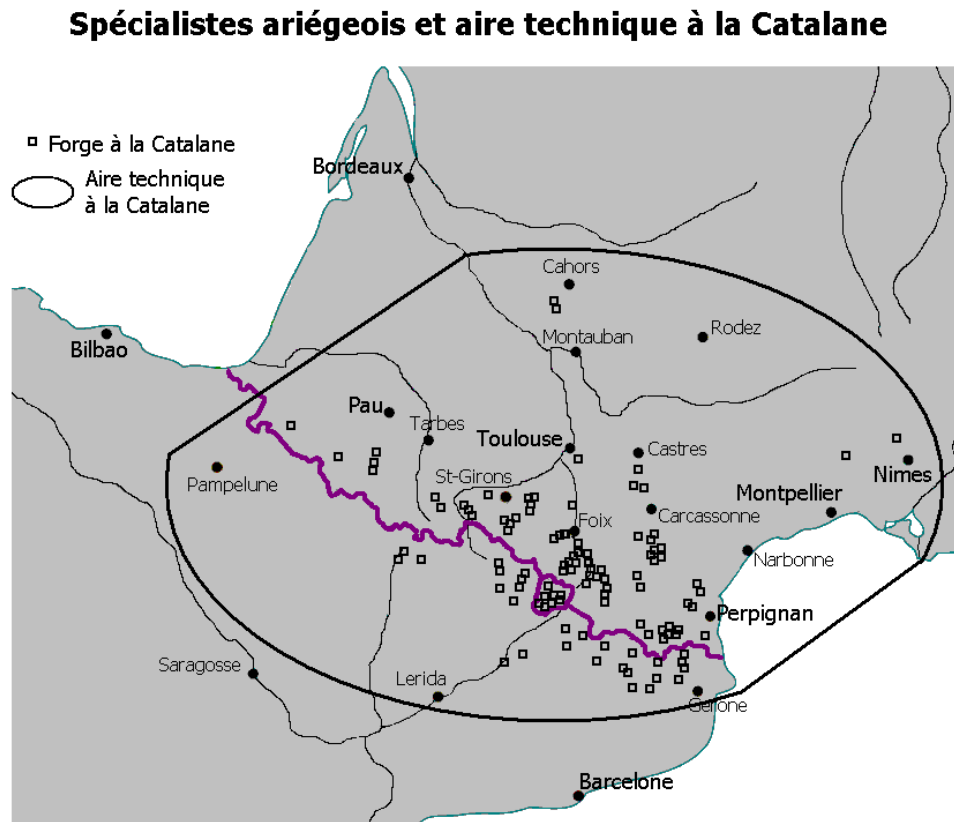 Spécialistes ariégeois et aire technique à la Catalane
Forge à la Catalane
Aire technique
à la Catalane
Bordeaux
Cahors
Bilbao
Montauban
Rodez
Pau
Tarbes
Toulouse
Castres
Pampelune
St-Girons
Nimes
Montpellier
Foix
Carcassonne
Narbonne
Perpignan
Saragosse
Lerida
Gerone
Barcelone